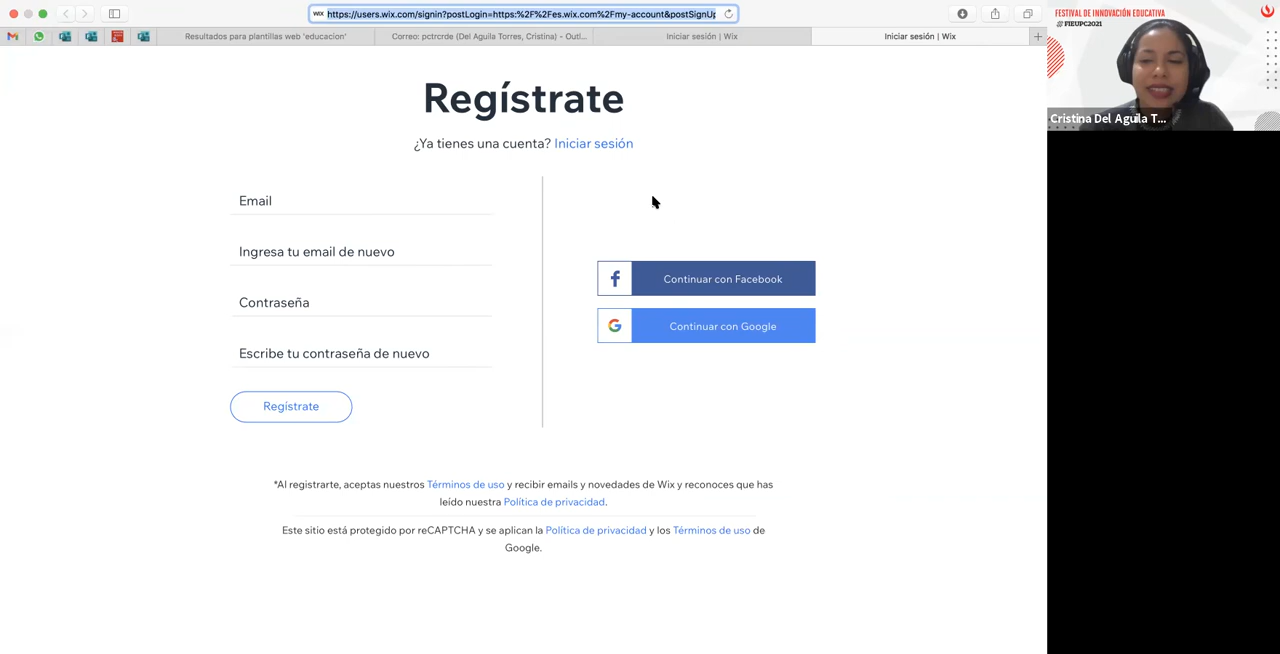 WIX https://users.wix.com/signin?postLogin=https:%2F%2Fes.wix.com%2Fmy-account&postSignUp
Resultados para plantillas web 'educacion'
Correo: pctrcrde (Del Aguila Torres, Cristina) - Outl...
Iniciar sesión | Wix
Iniciar sesión | Wix
FESTIVAL DE INNOVACIÓN EDUCATIVA
#FIEUPC2021
Cristina Del Aguila T...
Regístrate
¿Ya tienes una cuenta? Iniciar sesión
Email
Ingresa tu email de nuevo
Contraseña
Escribe tu contraseña de nuevo
Regístrate
Continuar con Facebook
Continuar con Google
*Al registrarte, aceptas nuestros Términos de uso y recibir emails y novedades de Wix y reconoces que has
leído nuestra Política de privacidad.
Este sitio está protegido por reCAPTCHA y se aplican la Política de privacidad y los Términos de uso de
Google.